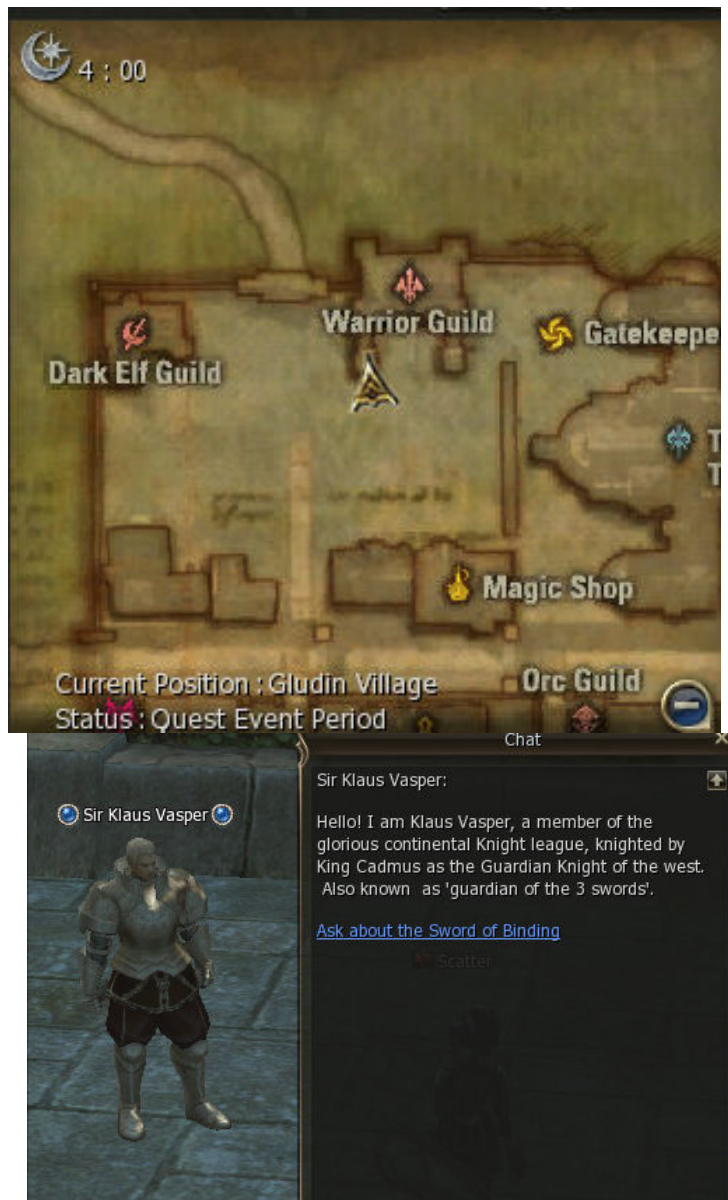 4 : 00
Warrior Guild
Gatekeepe
Dark Elf Guild
T
T
Magic Shop
Orc Guild
Current Position : Gludin Village
Status : Quest Event Period
Chat
Sir Klaus Vasper
Sir Klaus Vasper:
Hello! I am Klaus Vasper, a member of the
glorious continental Knight league, knighted by
King Cadmus as the Guardian Knight of the west.
Also known as 'guardian of the 3 swords'.
Ask about the Sword of Binding
Scatter